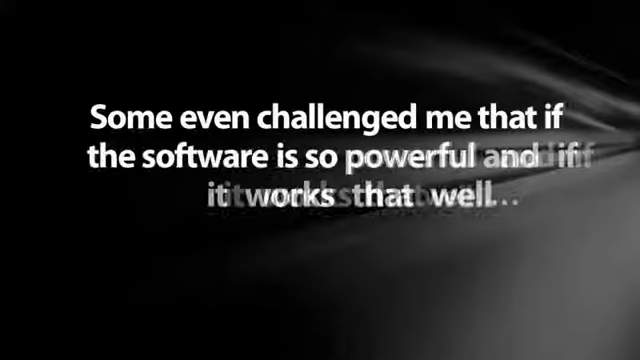 Some even challenged me that if
the software is so powerful and if
it works that well...